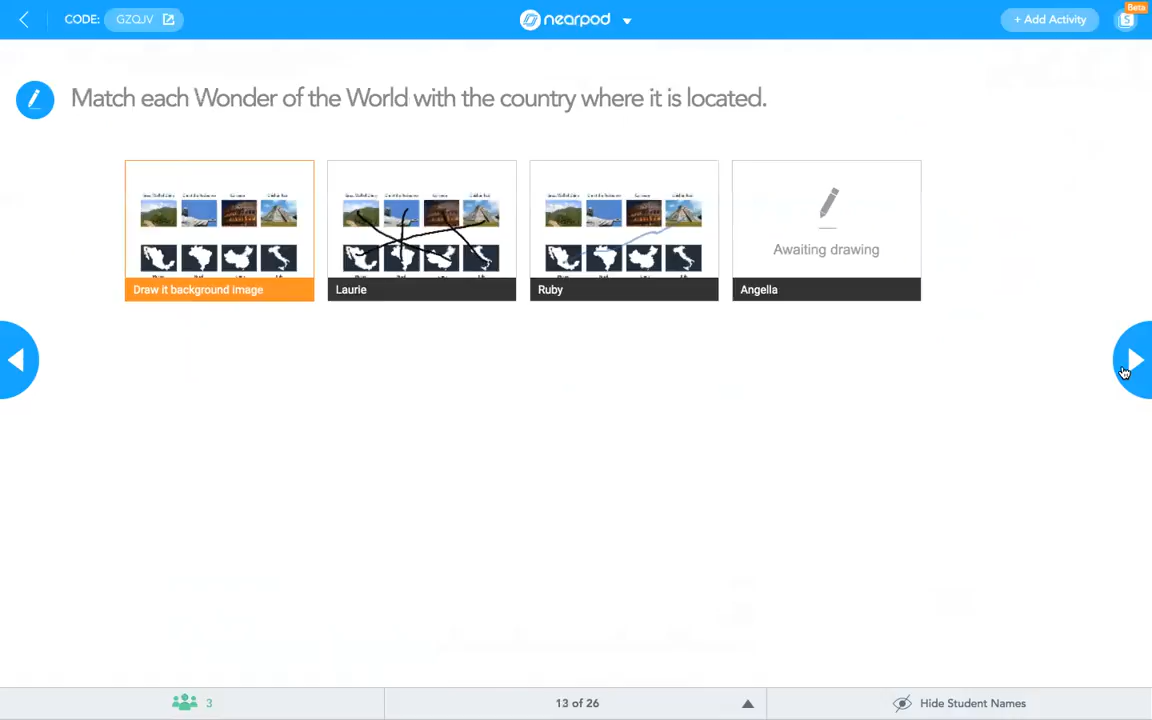 CODE: GZQJV
nearpod
+ Add Activity
Beta
S
Match each Wonder of the World with the country where it is located.
Draw it background image
Laurie
Ruby
Awaiting drawing
Angella
3
13 of 26
Hide Student Names